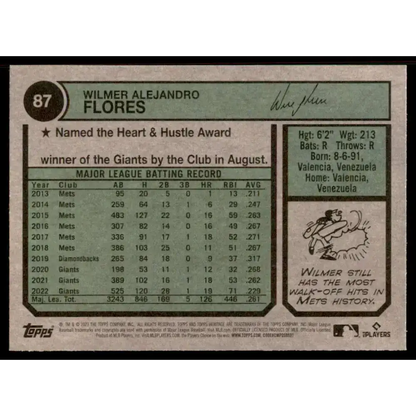 87
WILMER ALEJANDRO
FLORES
★ Named the Heart & Hustle Award
winner of the Giants by the Club in August.
Hgt: 6'2" Wgt: 213
Bats: R Throws: R
Born: 8-6-91,
Valencia, Venezuela
Home: Valencia,
Venezuela
MAJOR LEAGUE BATTING RECORD
Year Club AB H 2B 3B HR RBI AVG
2013 Mets 95 20 5 0 1 13 .211
2014 Mets 259 64 13 1 6 29 .247
2015 Mets 483 127 22 0 16 59 .263
2016 Mets 307 82 14 0 16 49 .267
2017 Mets 336 91 17 1 18 52 .271
2018 Mets 386 103 25 0 11 51 .267
2019 Diamondbacks 265 84 18 0 9 37 .317
2020 Giants 198 53 11 1 12 32 .268
2021 Giants 389 102 16 1 18 53 .262
2022 Giants 525 120 28 1 19 71 .229
Maj. Lea. Tot. 3243 846 169 5 126 446 .261
WILMER STILL
HAS THE MOST
WALK-OFF HITS IN
METS HISTORY.
topps
MLB
PLAYERS